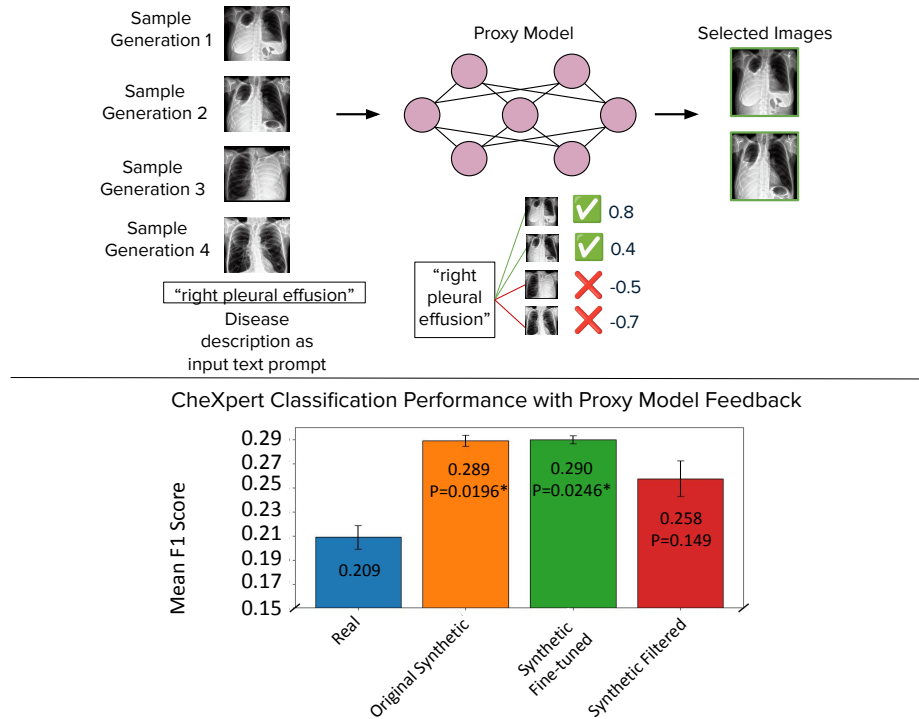 Sample
Generation 1
Sample
Generation 2
Sample
Generation 3
Sample
Generation 4
“right pleural effusion”
Disease
description as
input text prompt
Proxy Model
“right
pleural
effusion”
0.8
0.4
-0.5
-0.7
Selected Images
CheXpert Classification Performance with Proxy Model Feedback
Mean F1 Score
0.29
0.27
0.25
0.23
0.21
0.19
0.17
0.15
0.209
0.289
P=0.0196*
0.290
P=0.0246*
0.258
P=0.149
Real
Original Synthetic
Synthetic
Fine-tuned
Synthetic Filtered